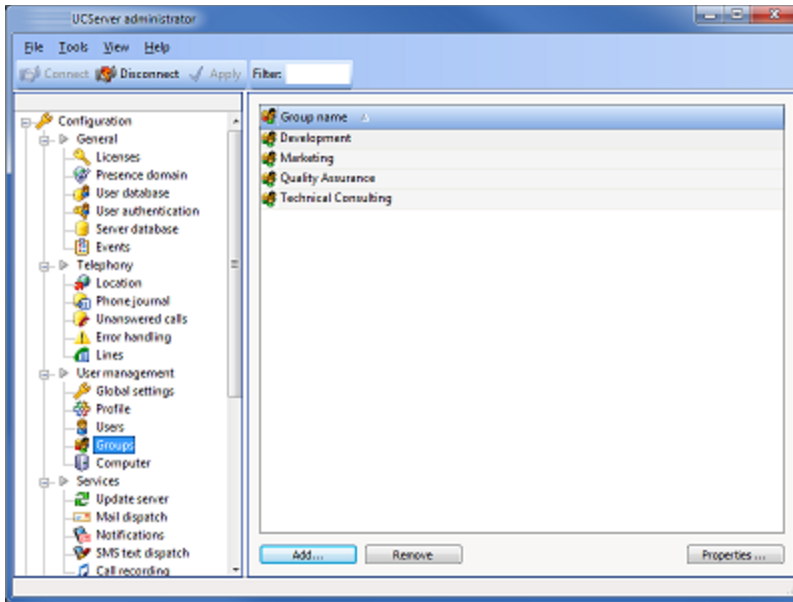 UCServer administrator
File Tools View Help
Connect Disconnect Apply Filter:
Configuration
General
Licenses
Presence domain
User database
User authentication
Server database
Events
Telephony
Location
Phone journal
Unanswered calls
Error handling
Lines
User management
Global settings
Profile
Users
Groups
Computer
Services
Update server
Mail dispatch
Notifications
SMS text dispatch
Call recording
Group name
Development
Marketing
Quality Assurance
Technical Consulting
Add... Remove Properties ...